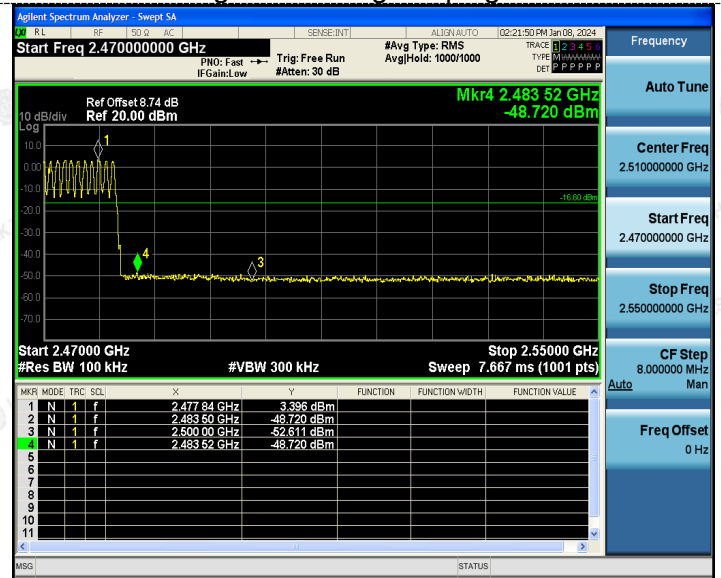 Agilent Spectrum Analyzer - Swept SA
LXI RL RF 50 Ω AC SENSE:INT ALIGN AUTO 02:21:50 PM Jan 08, 2024
Start Freq 2.470000000 GHz
PNO: Fast
IFGain:Low
Trig: Free Run
#Atten: 30 dB
#Avg Type: RMS
Avg|Hold: 1000/1000
TRACE 1 2 3 4 5 6
TYPE M
DET P P P P P P
Ref Offset 8.74 dB
10 dB/div Ref 20.00 dBm
Log
Mkr4 2.483 52 GHz
-48.720 dBm
10.0
0.00
-10.0
-20.0
-30.0
-40.0
-50.0
-60.0
-70.0
1
4
3
-16.60 dBm
Start 2.47000 GHz Stop 2.55000 GHz
#Res BW 100 kHz #VBW 300 kHz Sweep 7.667 ms (1001 pts)
MKR MODE TRC SCL X Y FUNCTION FUNCTION WIDTH FUNCTION VALUE
1 N 1 f 2.477 84 GHz 3.396 dBm
2 N 1 f 2.483 50 GHz -48.720 dBm
3 N 1 f 2.500 00 GHz -52.611 dBm
4 N 1 f 2.483 52 GHz -48.720 dBm
5
6
7
8
9
10
11
MSG STATUS
Frequency
Auto Tune
Center Freq
2.510000000 GHz
Start Freq
2.470000000 GHz
Stop Freq
2.550000000 GHz
CF Step
8.000000 MHz
Auto Man
Freq Offset
0 Hz